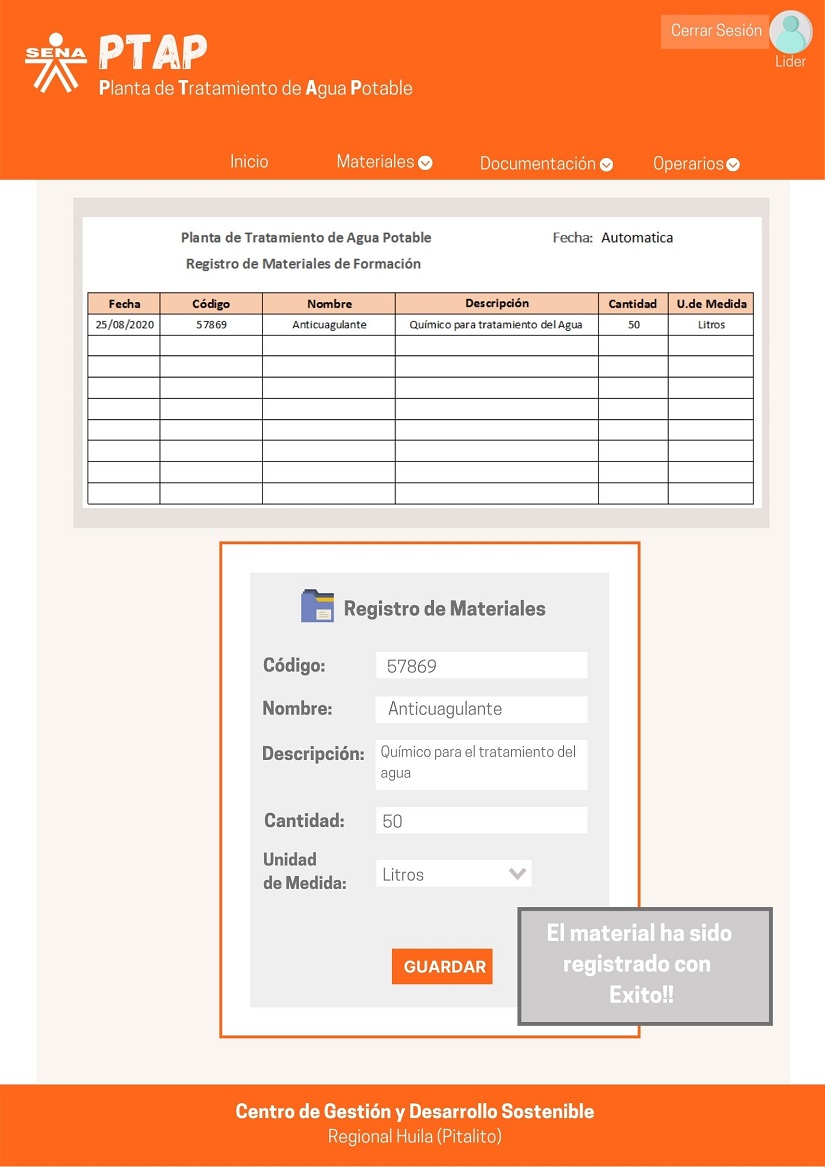 Cerrar Sesión
Lider
SENA
PTAP
Planta de Tratamiento de Agua Potable
Inicio Materiales Documentación Operarios
Planta de Tratamiento de Agua Potable Fecha: Automatica
Registro de Materiales de Formación
Fecha Código Nombre Descripción Cantidad U.de Medida
25/08/2020 57869 Anticuagulante Químico para tratamiento del Agua 50 Litros
Registro de Materiales
Código: 57869
Nombre: Anticuagulante
Descripción: Químico para el tratamiento del
agua
Cantidad: 50
Unidad
de Medida: Litros
GUARDAR
El material ha sido
registrado con
Exito!!
Centro de Gestión y Desarrollo Sostenible
Regional Huila (Pitalito)